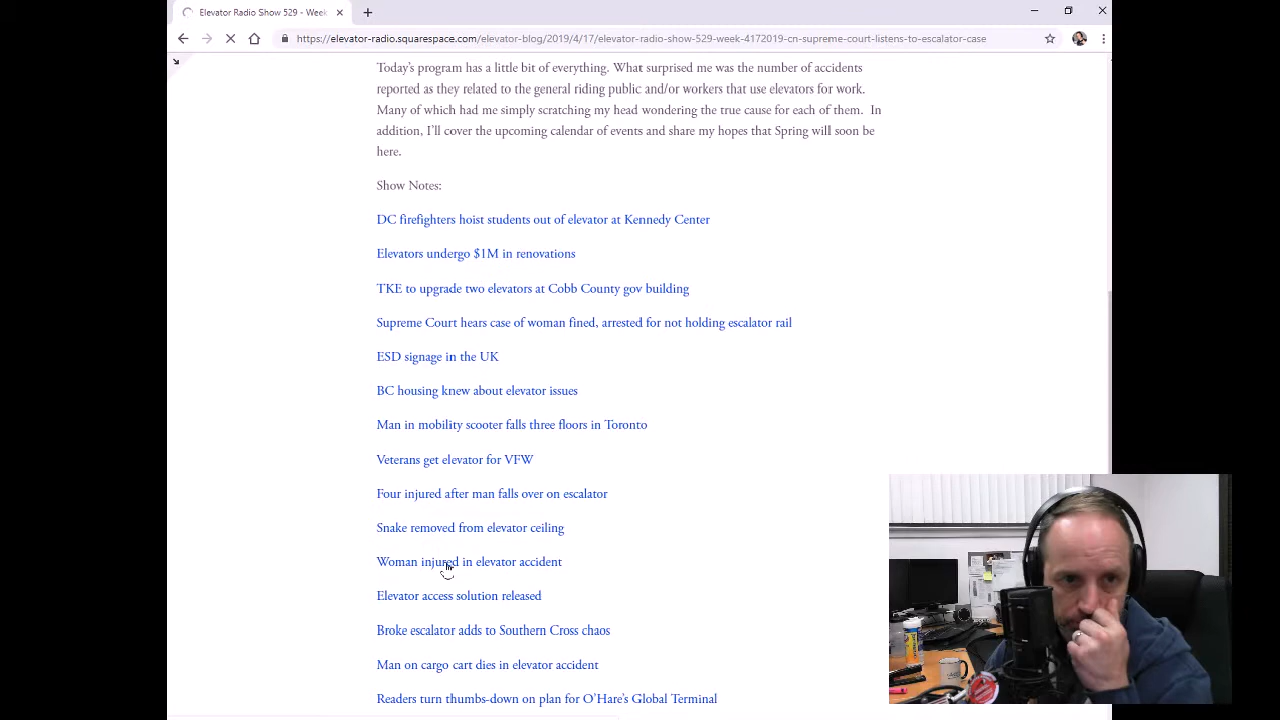 Elevator Radio Show 529 - Week
https://elevator-radio.squarespace.com/elevator-blog/2019/4/17/elevator-radio-show-529-week-4172019-cn-supreme-court-listens-to-escalator-case
Today's program has a little bit of everything. What surprised me was the number of accidents
reported as they related to the general riding public and/or workers that use elevators for work.
Many of which had me simply scratching my head wondering the true cause for each of them. In
addition, I'll cover the upcoming calendar of events and share my hopes that Spring will soon be
here.
Show Notes:
DC firefighters hoist students out of elevator at Kennedy Center
Elevators undergo $1M in renovations
TKE to upgrade two elevators at Cobb County gov building
Supreme Court hears case of woman fined, arrested for not holding escalator rail
ESD signage in the UK
BC housing knew about elevator issues
Man in mobility scooter falls three floors in Toronto
Veterans get elevator for VFW
Four injured after man falls over on escalator
Snake removed from elevator ceiling
Woman injured in elevator accident
Elevator access solution released
Broke escalator adds to Southern Cross chaos
Man on cargo cart dies in elevator accident
Readers turn thumbs-down on plan for O'Hare's Global Terminal